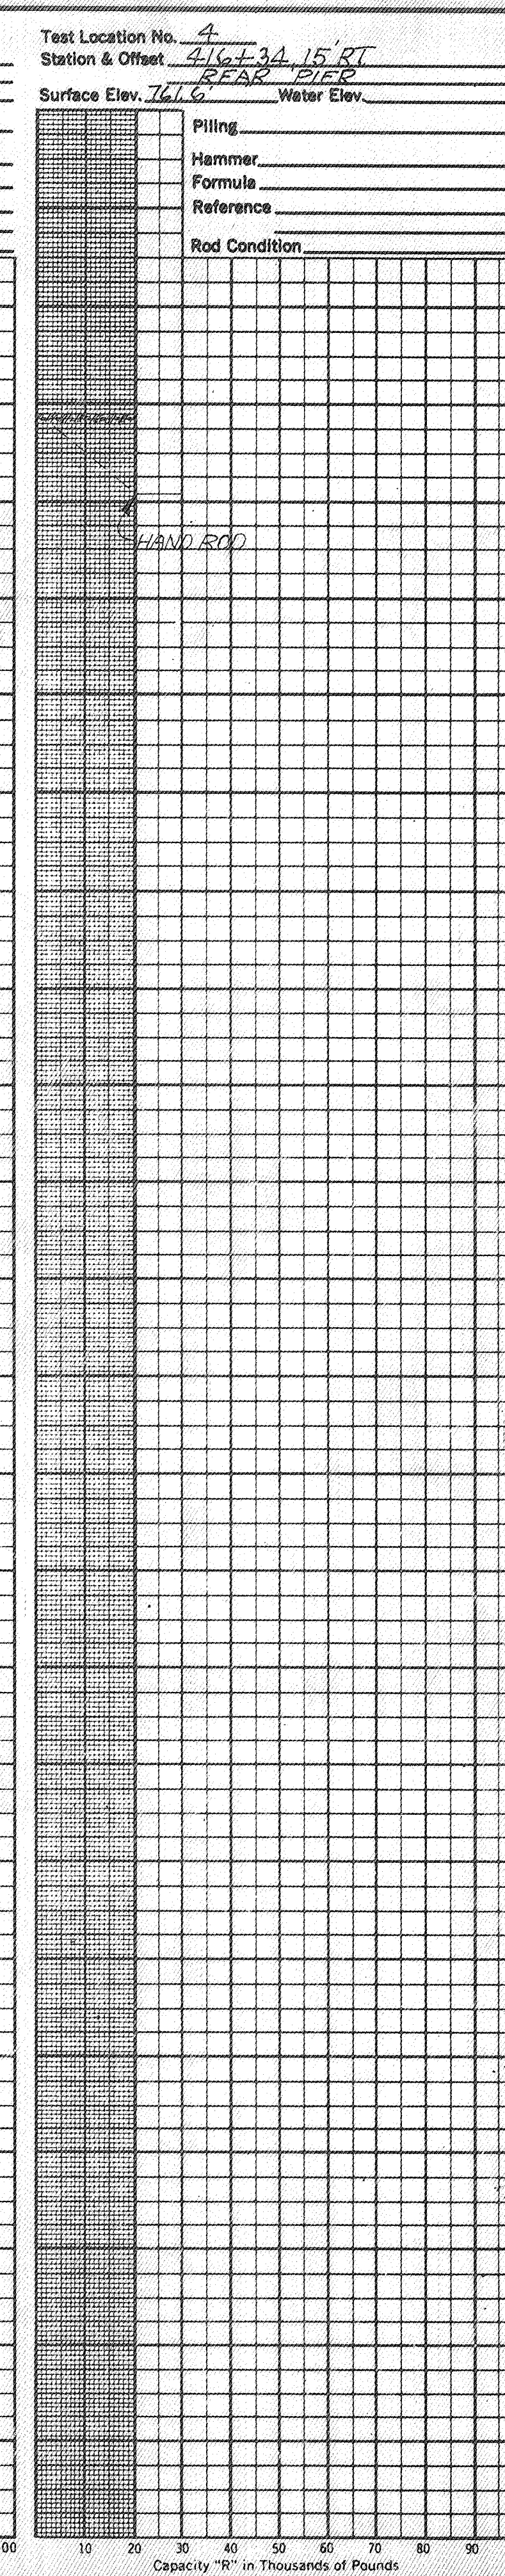 Test Location No. 4
Station & Offset 416+34, 15' RT
REAR PIER
Surface Elev. 761.6' Water Elev.
Piling
Hammer
Formula
Reference
Rod Condition
HAND ROD
00 10 20 30 40 50 60 70 80 90
Capacity "R" in Thousands of Pounds